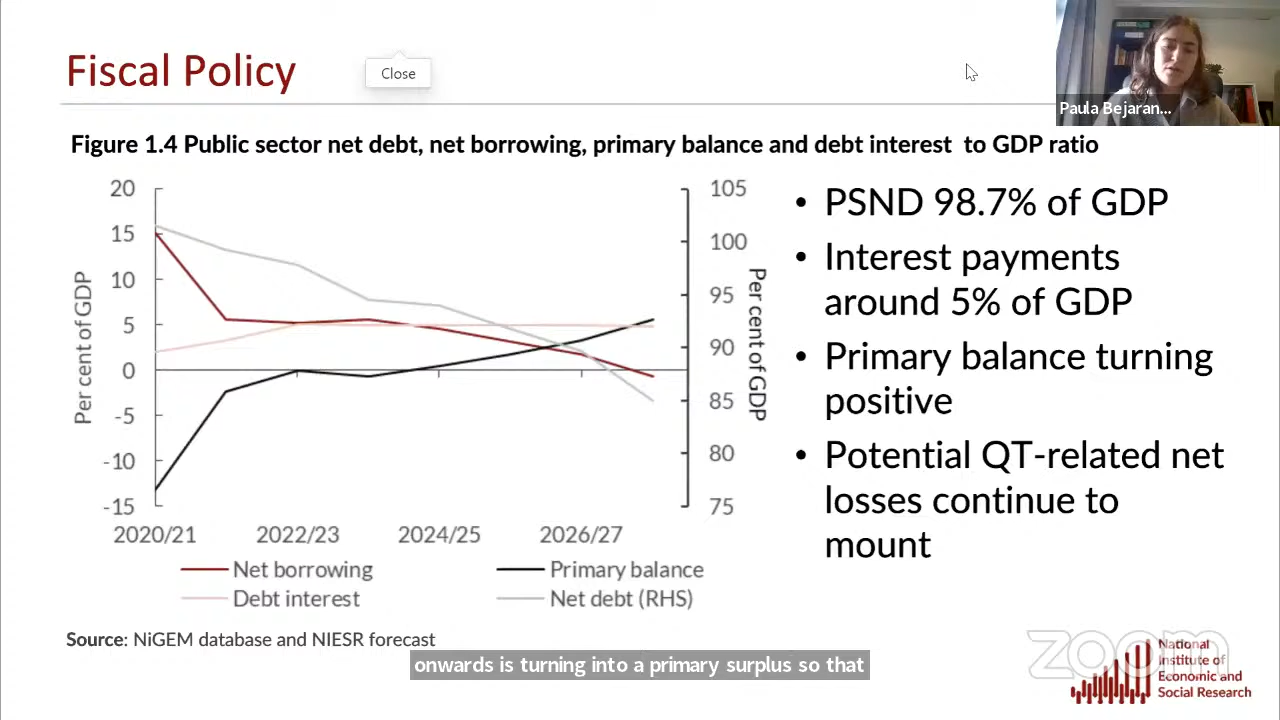 Fiscal Policy
Close
Paula Bejaran...
Figure 1.4 Public sector net debt, net borrowing, primary balance and debt interest to GDP ratio
20
15
10
5
0
-5
-10
-15
Per cent of GDP
105
100
95
90
85
80
75
Per cent of GDP
2020/21 2022/23 2024/25 2026/27
Net borrowing
Primary balance
Debt interest
Net debt (RHS)
• PSND 98.7% of GDP
• Interest payments
around 5% of GDP
• Primary balance turning
positive
• Potential QT-related net
losses continue to
mount
Source: NiGEM database and NIESR forecast
onwards is turning into a primary surplus so that
zoom
National
Institute of
Economic and
Social Research